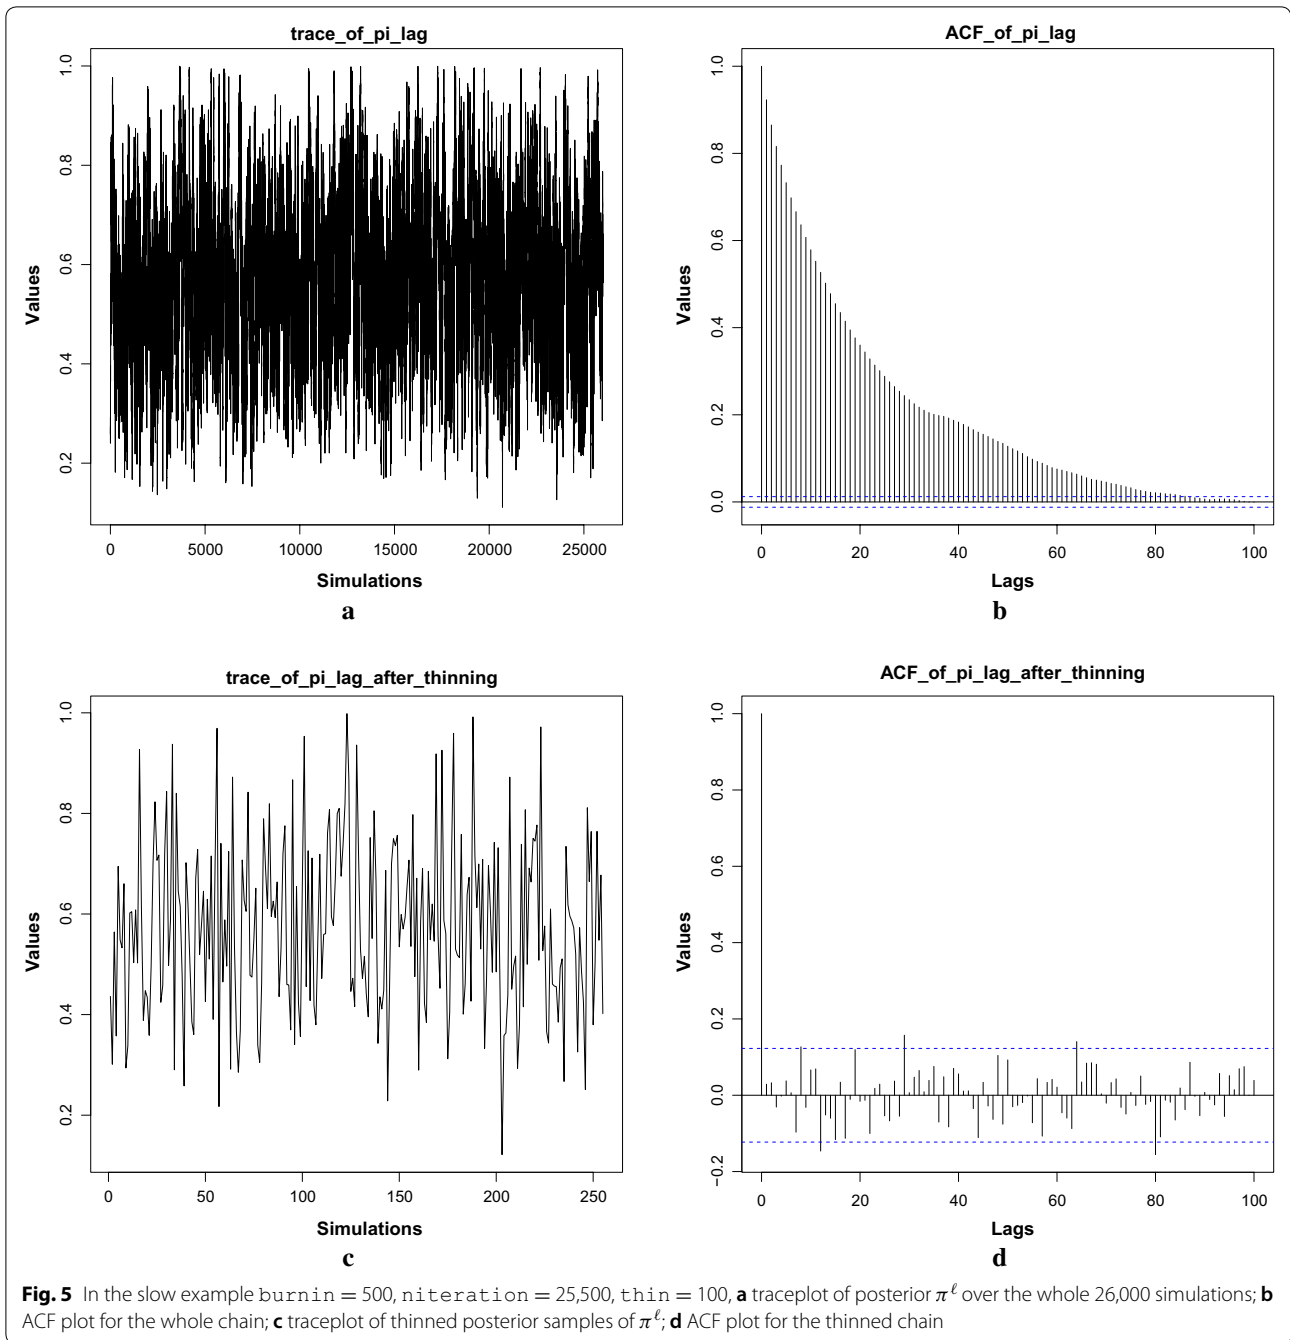 trace_of_pi_lag
Values
0.2 0.4 0.6 0.8 1.0
0 5000 10000 15000 20000 25000
Simulations
a
ACF_of_pi_lag
Values
0.0 0.2 0.4 0.6 0.8 1.0
0 20 40 60 80 100
Lags
b
trace_of_pi_lag_after_thinning
Values
0.2 0.4 0.6 0.8 1.0
0 50 100 150 200 250
Simulations
c
ACF_of_pi_lag_after_thinning
Values
−0.2 0.0 0.2 0.4 0.6 0.8 1.0
0 20 40 60 80 100
Lags
d
Fig. 5 In the slow example burnin = 500, niteration = 25,500, thin = 100, a traceplot of posterior π^ℓ over the whole 26,000 simulations; b
ACF plot for the whole chain; c traceplot of thinned posterior samples of π^ℓ; d ACF plot for the thinned chain